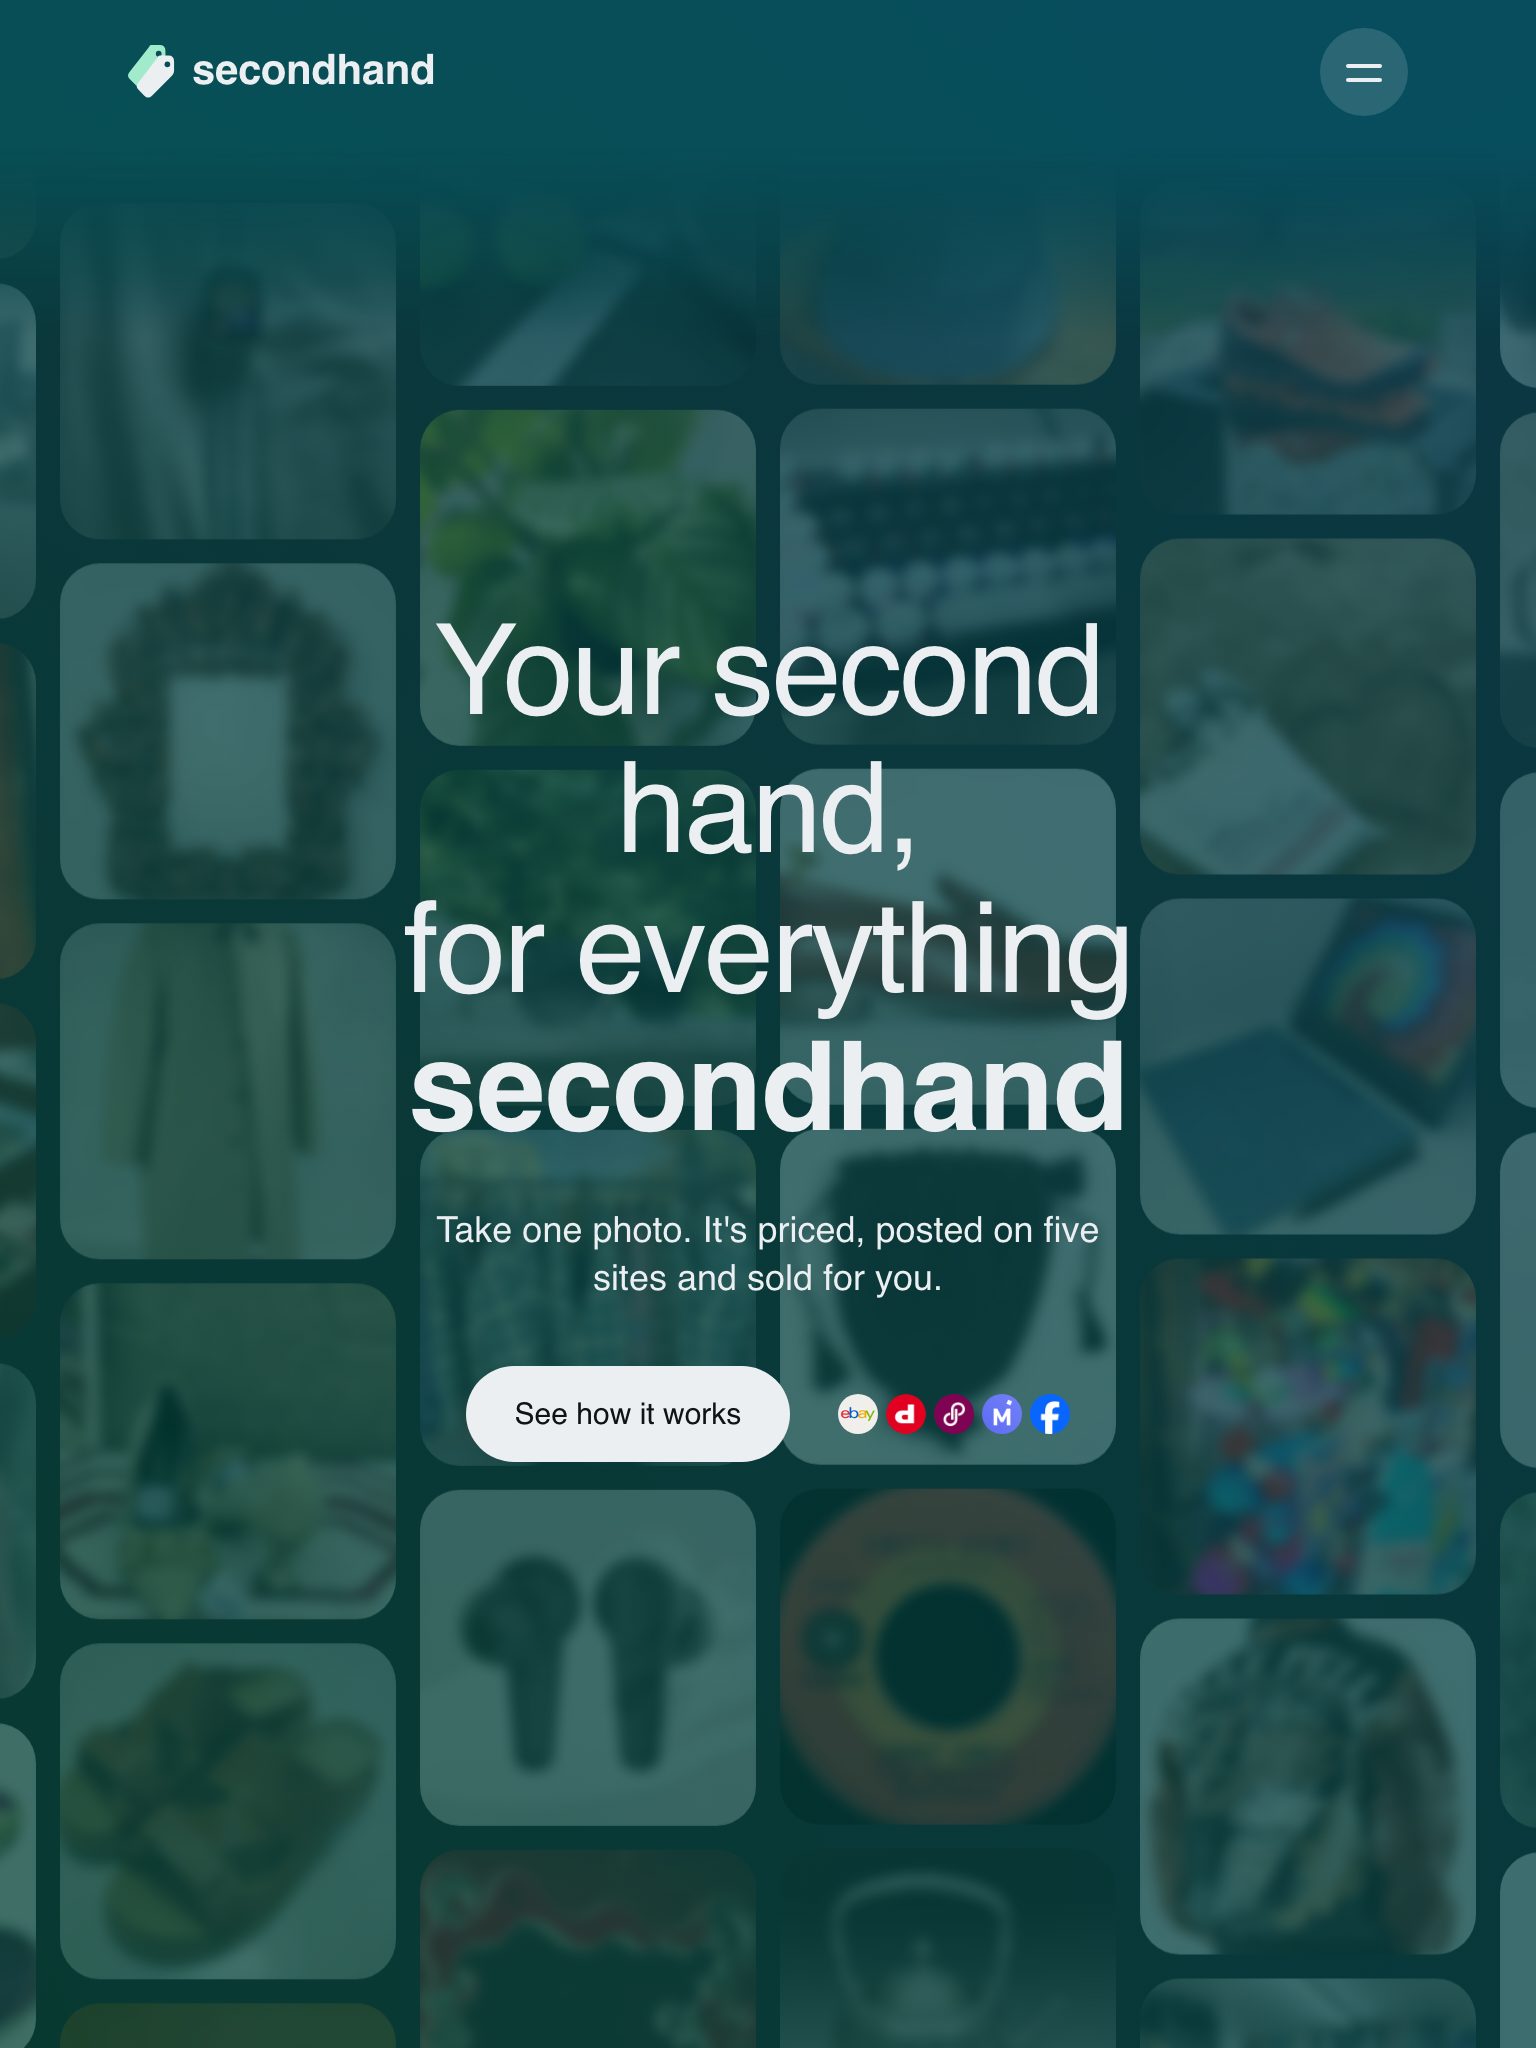 secondhand
Your second
hand,
for everything
secondhand
Take one photo. It's priced, posted on five
sites and sold for you.
See how it works
ebay